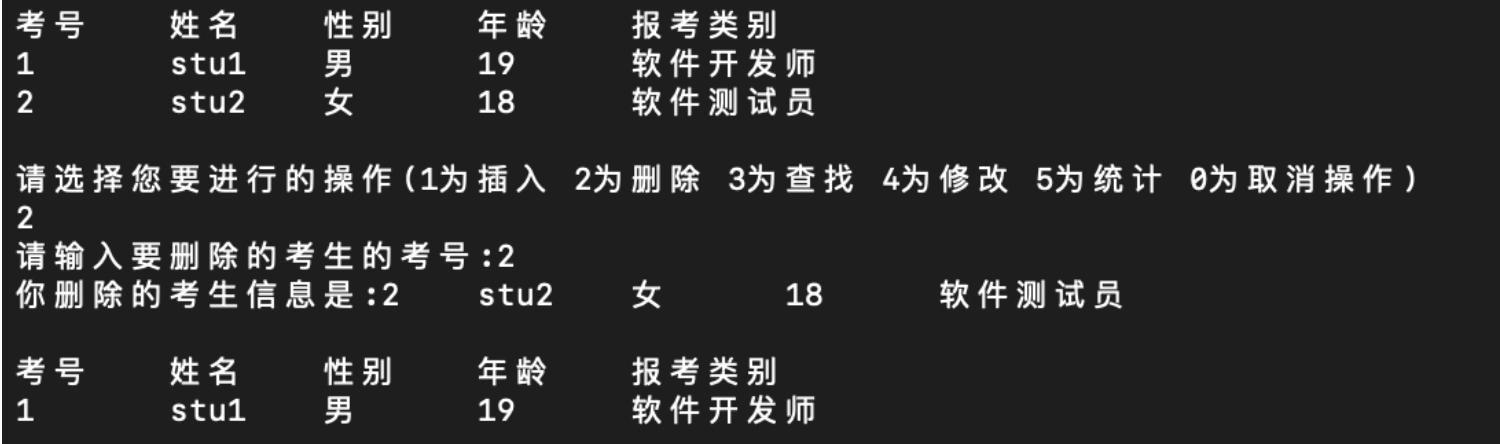 考号 姓名 性别 年龄 报考类别
1 stu1 男 19 软件开发师
2 stu2 女 18 软件测试员
请选择您要进行的操作(1为插入 2为删除 3为查找 4为修改 5为统计 0为取消操作)
2
请输入要删除的考生的考号:2
你删除的考生信息是:2 stu2 女 18 软件测试员
考号 姓名 性别 年龄 报考类别
1 stu1 男 19 软件开发师